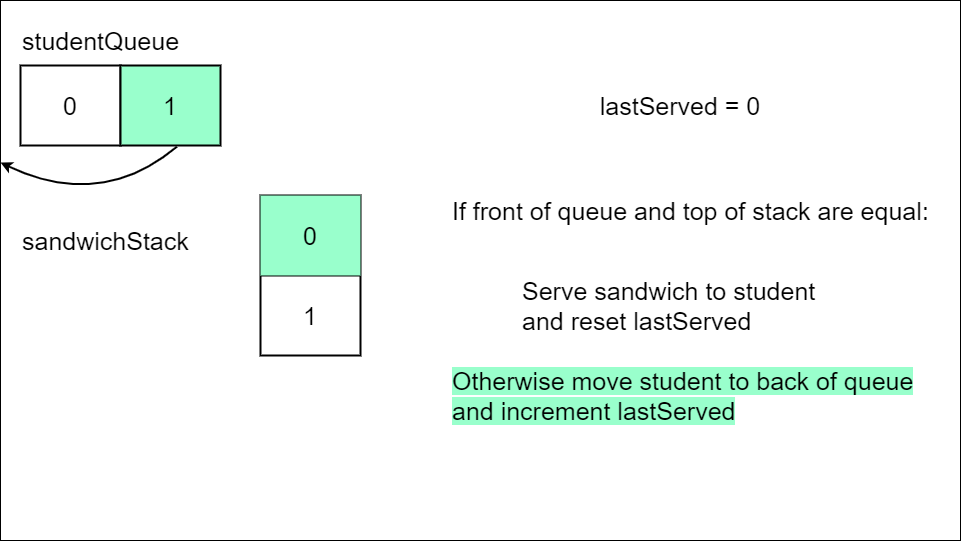 studentQueue
0 1
lastServed = 0
If front of queue and top of stack are equal:
sandwichStack
0
1
Serve sandwich to student
and reset lastServed
Otherwise move student to back of queue
and increment lastServed